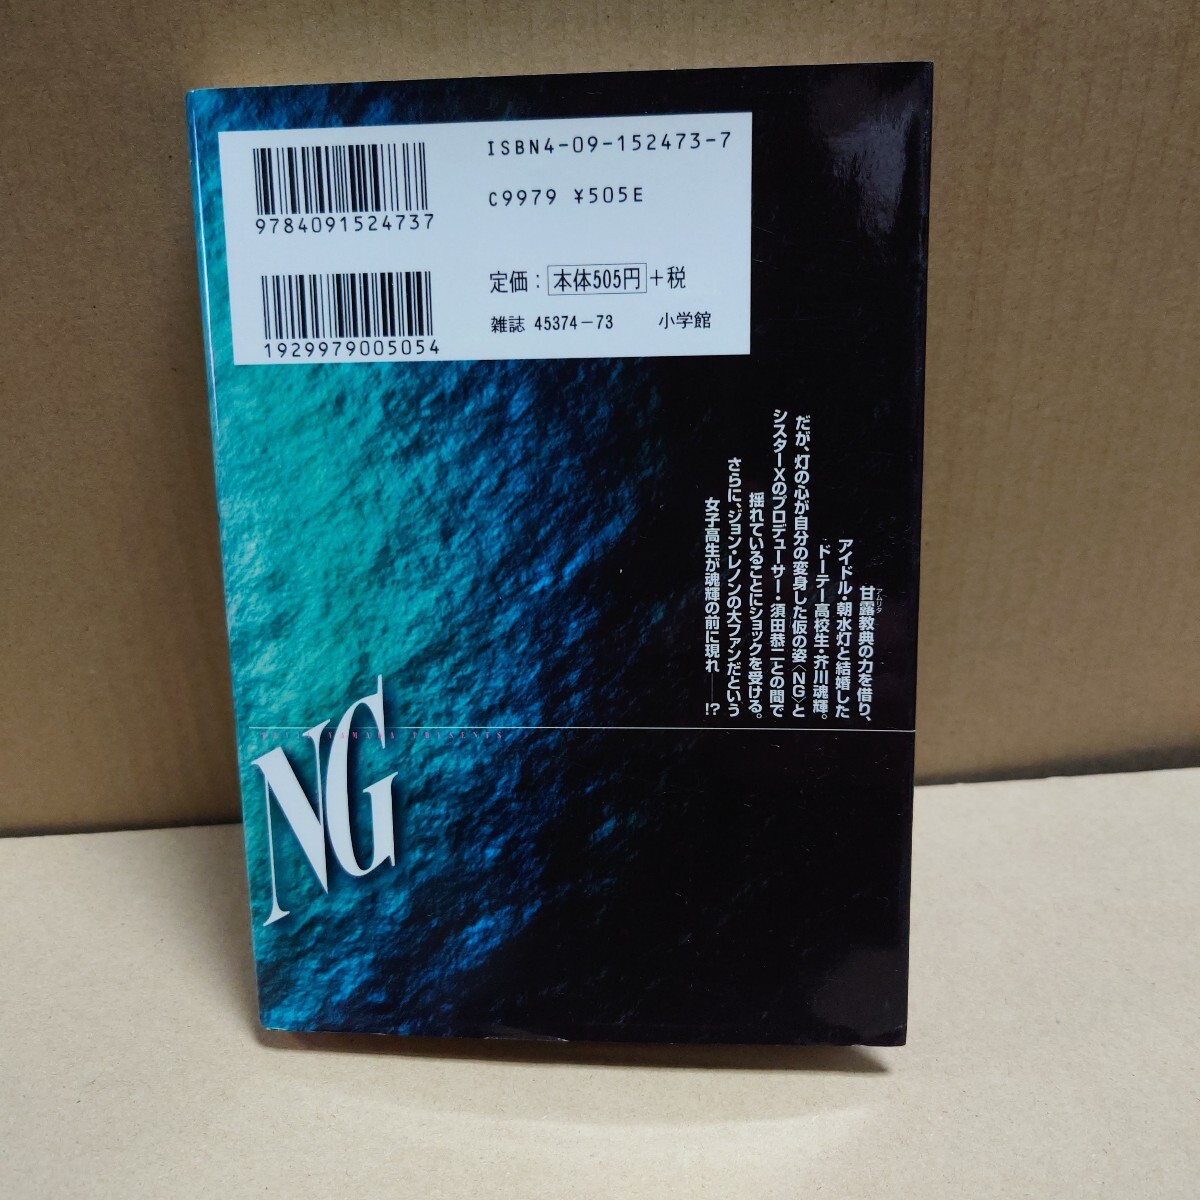 ISBN4-09-152473-7
C9979 ¥505E
9784091524737
定価：本体505円+税
1929979005054
雑誌 45374-73 小学館
アムリタ
甘露教典の力を借り、
アイドル・朝水灯と結婚した
ドーテー高校生・芥川魂輝。
だが、灯の心が自分の変身した仮の姿〈NG〉と
シスターXのプロデューサー・須田恭二との間で
揺れていることにショックを受ける。
さらに、ジョン・レノンの大ファンだという
女子高生が魂輝の前に現れ——!?
YAMADA PRESENTS
NG